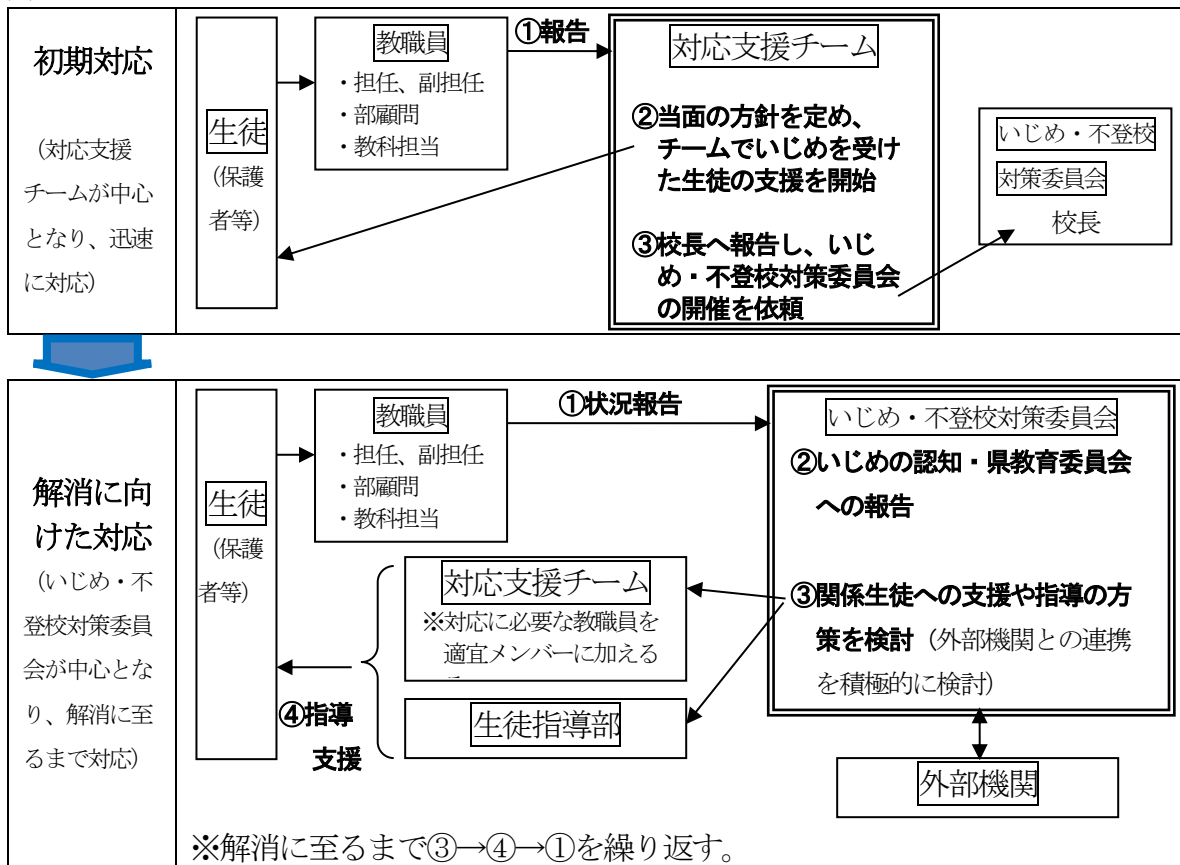 初期対応
（対応支援
チームが中心
となり、迅速
に対応）
生徒
（保護
者等）
教職員
・担任、副担任
・部顧問
・教科担当
①報告
対応支援チーム
②当面の方針を定め、
チームでいじめを受け
た生徒の支援を開始
③校長へ報告し、いじ
め・不登校対策委員会
の開催を依頼
いじめ・不登校
対策委員会
校長
解消に向
けた対応
（いじめ・不
登校対策委員
会が中心とな
り、解消に至
るまで対応）
生徒
（保護
者等）
教職員
・担任、副担任
・部顧問
・教科担当
①状況報告
いじめ・不登校対策委員会
②いじめの認知・県教育委員会
への報告
③関係生徒への支援や指導の方
策を検討（外部機関との連携
を積極的に検討）
対応支援チーム
※対応に必要な教職員を
適宜メンバーに加える
生徒指導部
④指導
支援
外部機関
※解消に至るまで③→④→①を繰り返す。